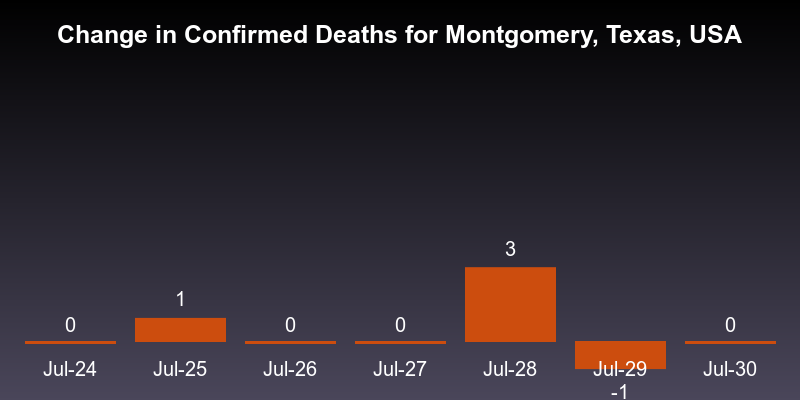 Change in Confirmed Deaths for Montgomery, Texas, USA
0 1 0 0 3 0
Jul-24 Jul-25 Jul-26 Jul-27 Jul-28 Jul-29 Jul-30
-1